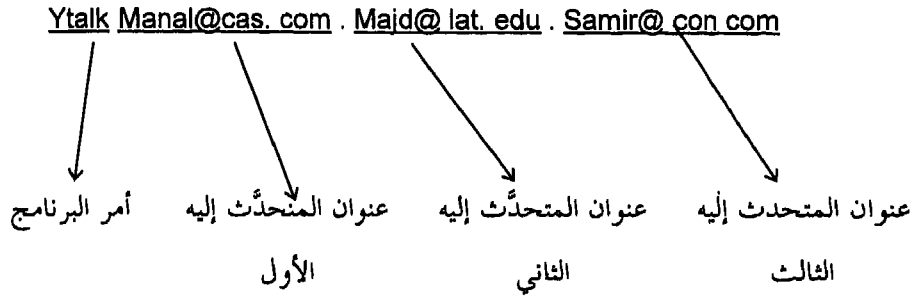 Ytalk Manal@cas. com . Majd@ lat. edu . Samir@ con com
أمر البرنامج عنوان المتحدَّث إليه عنوان المتحدَّث إليه عنوان المتحدث إليه
الأول الثاني الثالث